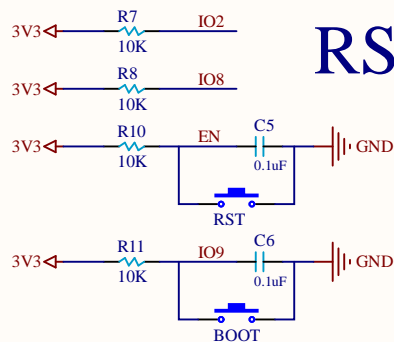 R7
3V3 IO2
10K
RS
R8
3V3 IO8
10K
R10 EN C5
3V3 GND
10K 0.1uF
RST
R11 IO9 C6
3V3 GND
10K 0.1uF
BOOT